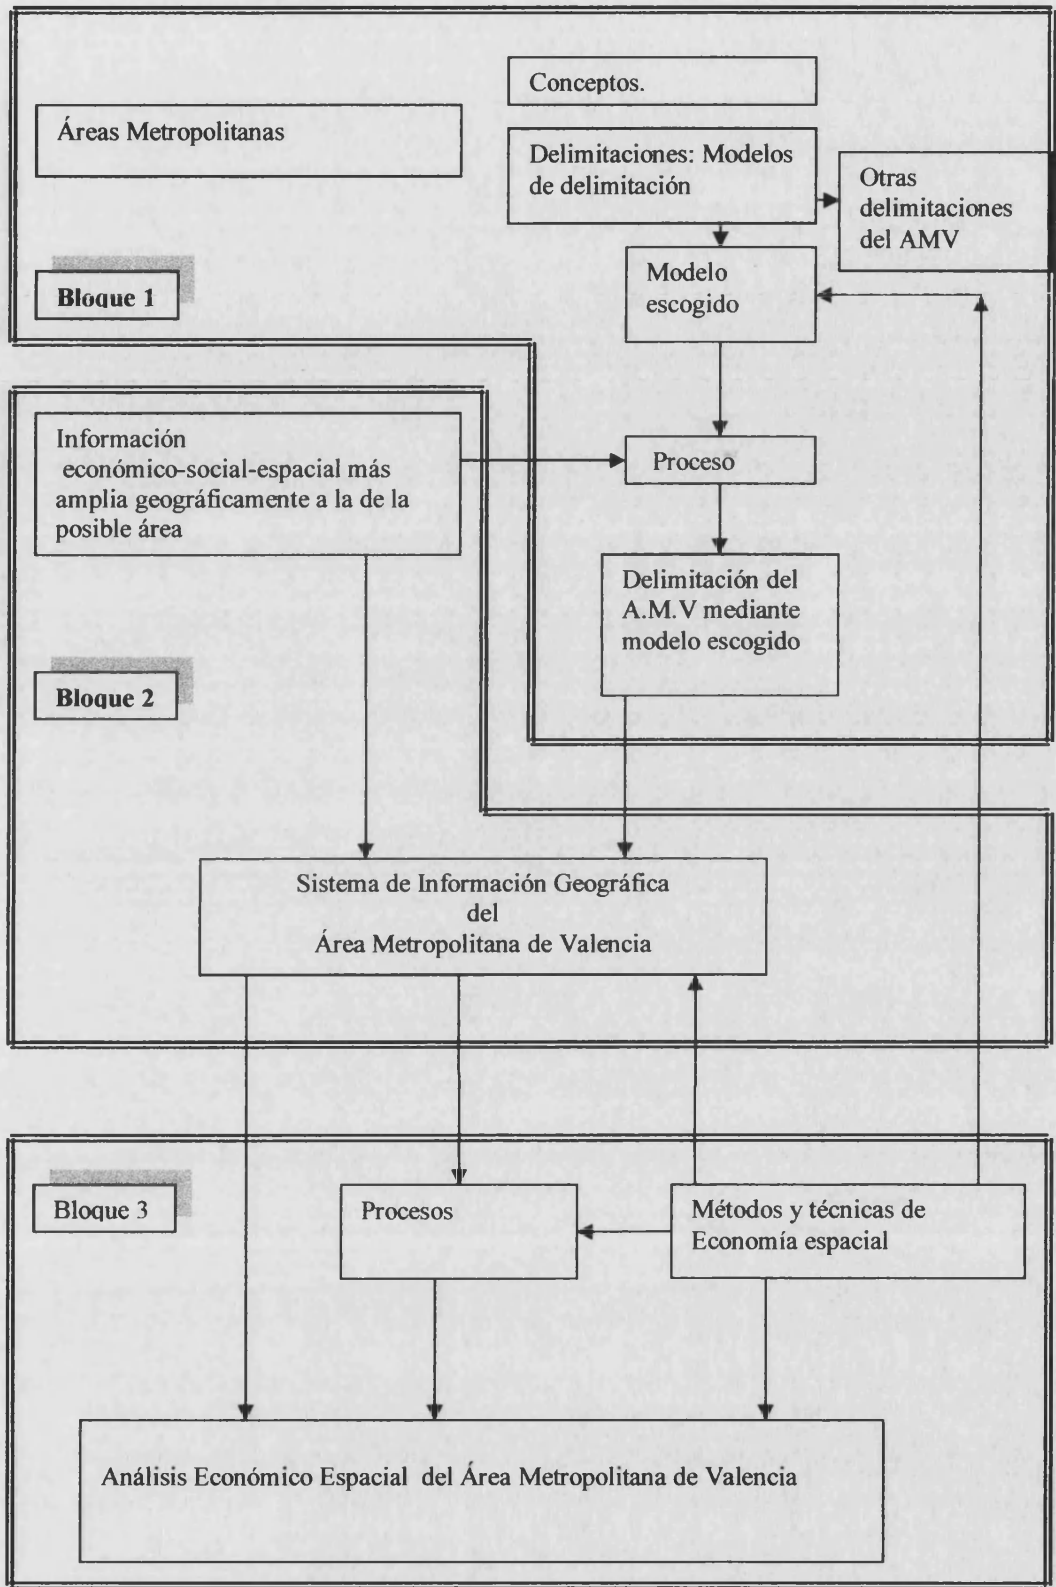 Conceptos.
Áreas Metropolitanas
Delimitaciones: Modelos
de delimitación
Otras
delimitaciones
del AMV
Modelo
escogido
Bloque 1
Información
económico-social-espacial más
amplia geográficamente a la de la
posible área
Proceso
Delimitación del
A.M.V mediante
modelo escogido
Bloque 2
Sistema de Información Geográfica
del
Área Metropolitana de Valencia
Bloque 3
Procesos
Métodos y técnicas de
Economía espacial
Análisis Económico Espacial del Área Metropolitana de Valencia